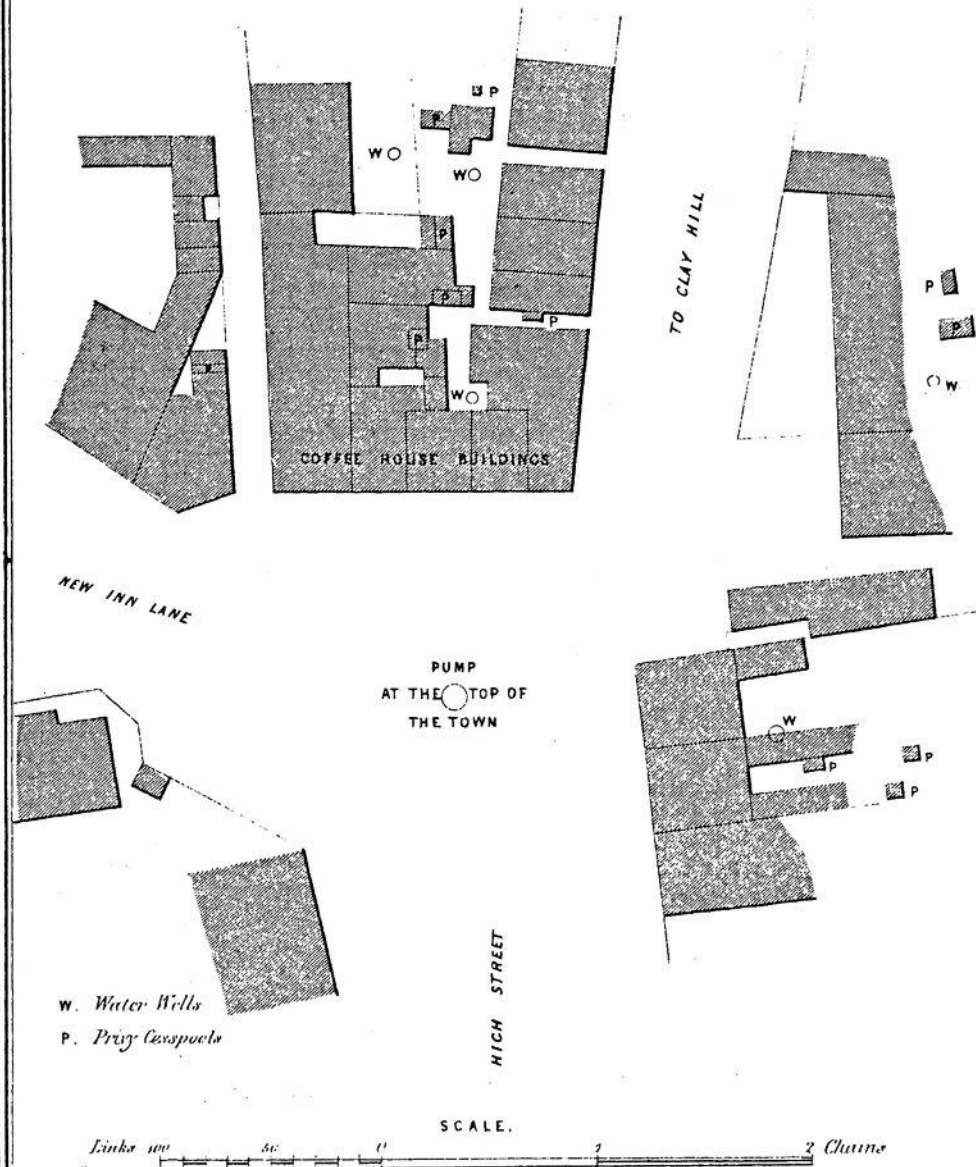 P
P
W
W
TO CLAY HILL
P
P
P
P
P
P
P
W
W
COFFEE HOUSE BUILDINGS
NEW INN LANE
PUMP
AT THE TOP OF
THE TOWN
W
P
P
P
HIGH STREET
W. Water Wells
P. Privy Cesspools
SCALE.
Links 100 50 0 1 2 Chains